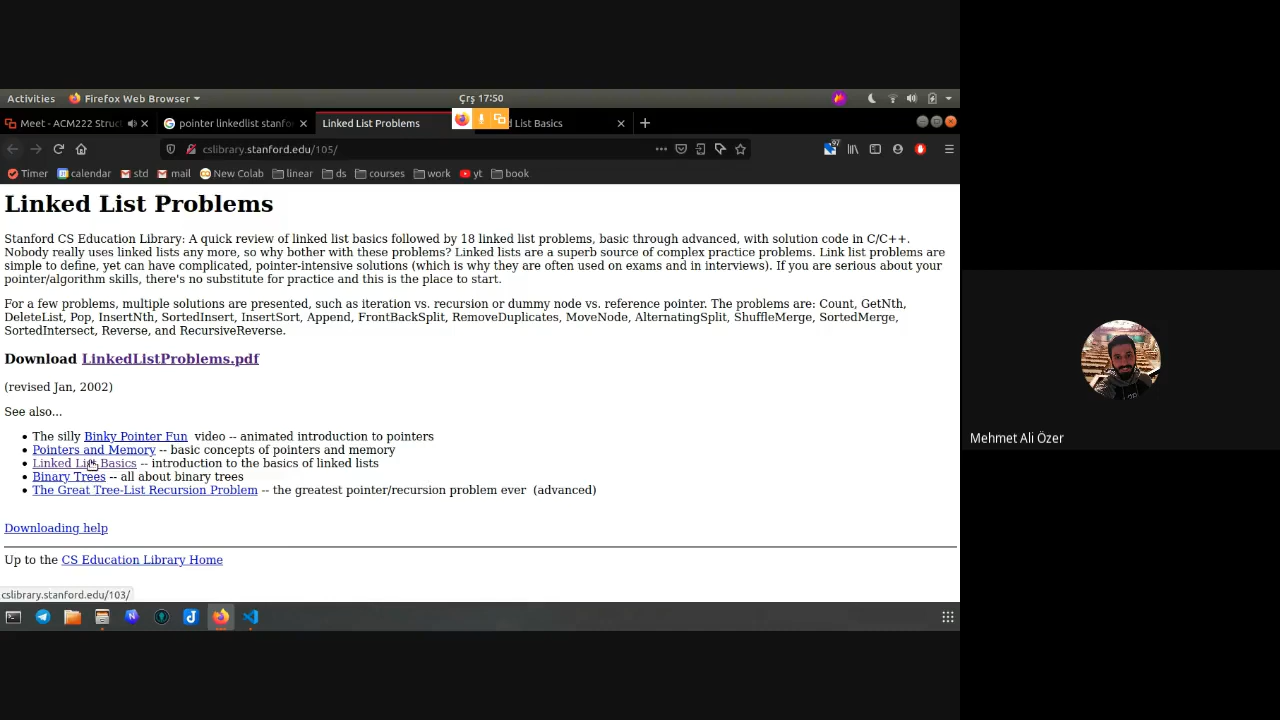 Activities Firefox Web Browser Çrş 17:50
Meet - ACM222 Struct pointer linkedlist stanfo Linked List Problems d List Basics
cslibrary.stanford.edu/105/
Timer calendar std mail New Colab linear ds courses work yt book
Linked List Problems
Stanford CS Education Library: A quick review of linked list basics followed by 18 linked list problems, basic through advanced, with solution code in C/C++.
Nobody really uses linked lists any more, so why bother with these problems? Linked lists are a superb source of complex practice problems. Link list problems are
simple to define, yet can have complicated, pointer-intensive solutions (which is why they are often used on exams and in interviews). If you are serious about your
pointer/algorithm skills, there's no substitute for practice and this is the place to start.
For a few problems, multiple solutions are presented, such as iteration vs. recursion or dummy node vs. reference pointer. The problems are: Count, GetNth,
DeleteList, Pop, InsertNth, SortedInsert, InsertSort, Append, FrontBackSplit, RemoveDuplicates, MoveNode, AlternatingSplit, ShuffleMerge, SortedMerge,
SortedIntersect, Reverse, and RecursiveReverse.
Download LinkedListProblems.pdf
(revised Jan, 2002)
See also...
The silly Binky Pointer Fun video -- animated introduction to pointers
Pointers and Memory -- basic concepts of pointers and memory
Linked List Basics -- introduction to the basics of linked lists
Mehmet Ali Özer
Binary Trees -- all about binary trees
The Great Tree-List Recursion Problem -- the greatest pointer/recursion problem ever (advanced)
Downloading help
Up to the CS Education Library Home
cslibrary.stanford.edu/103/